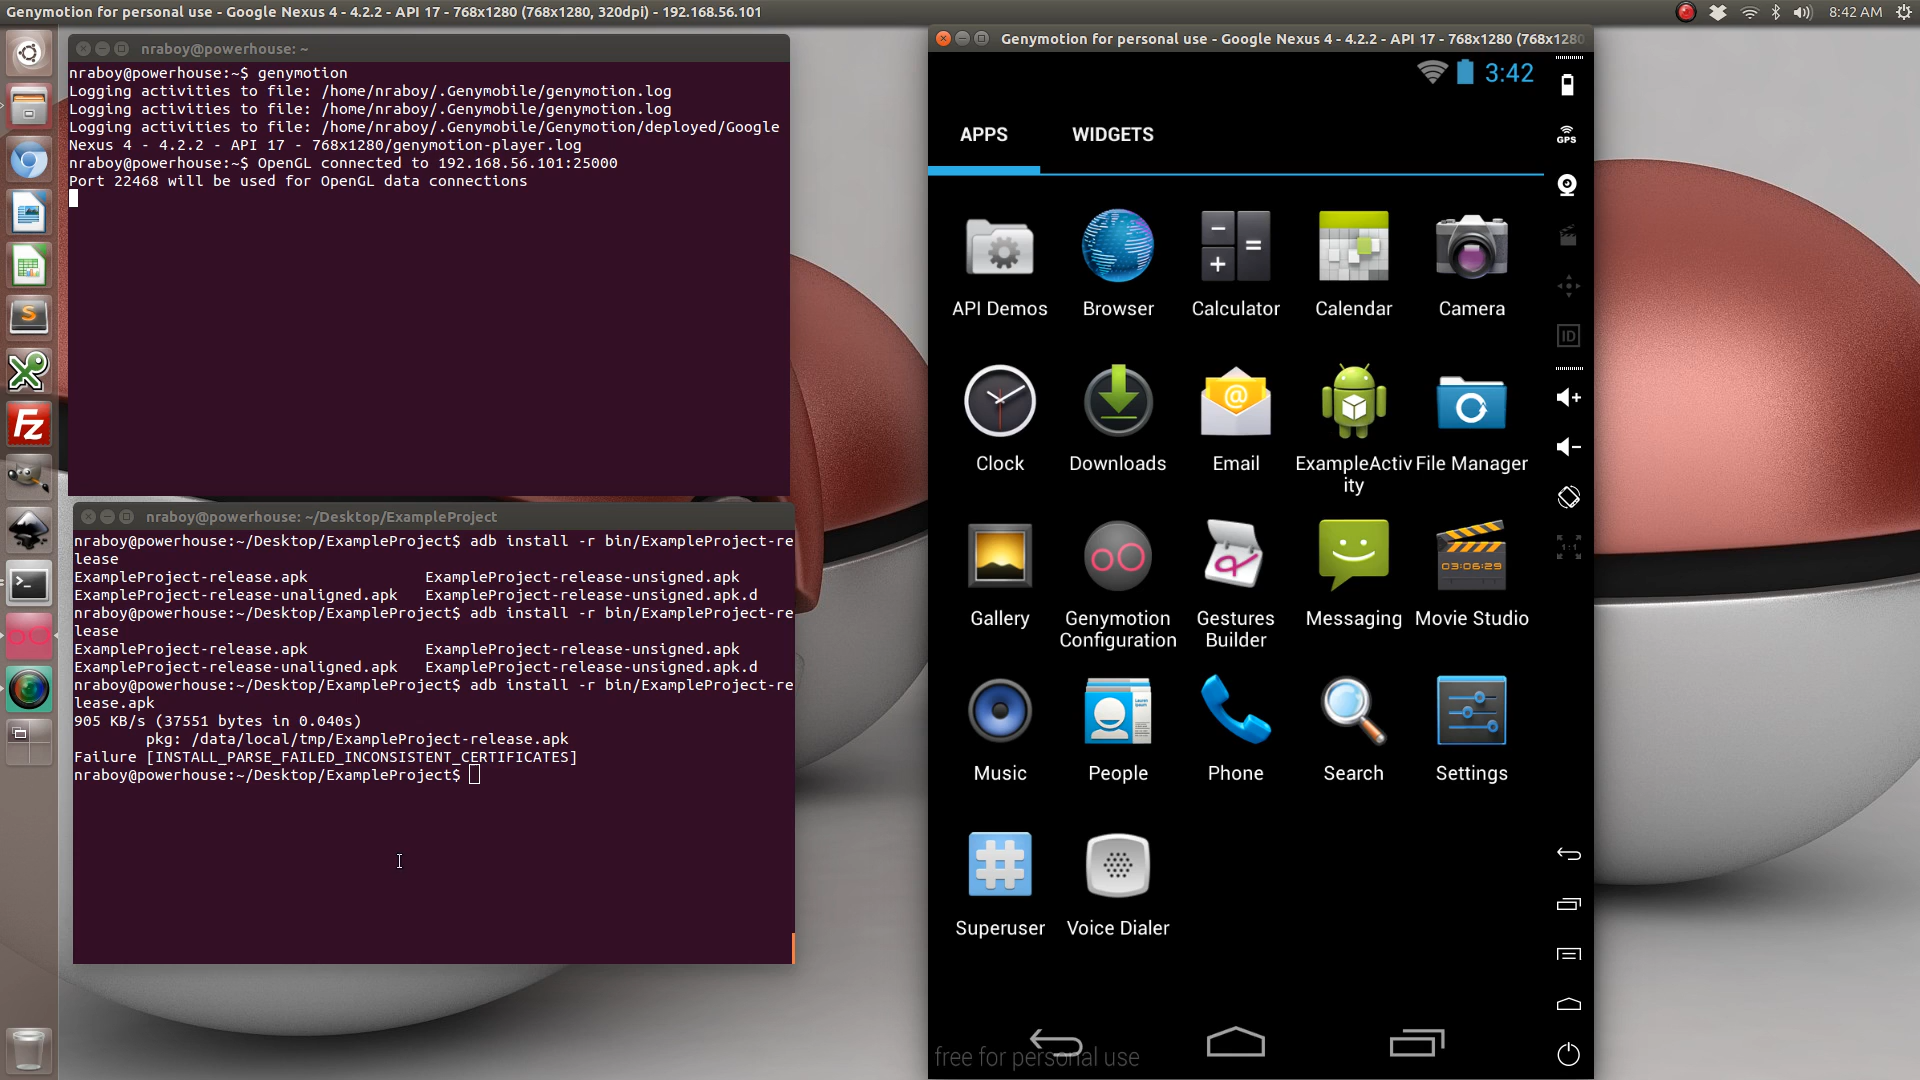 Genymotion for personal use - Google Nexus 4 - 4.2.2 - API 17 - 768x1280 (768x1280, 320dpi) - 192.168.56.101
8:42 AM
nraboy@powerhouse: ~
nraboy@powerhouse:~$ genymotion
Logging activities to file: /home/nraboy/.Genymobile/genymotion.log
Logging activities to file: /home/nraboy/.Genymobile/genymotion.log
Logging activities to file: /home/nraboy/.Genymobile/Genymotion/deployed/Google
Nexus 4 - 4.2.2 - API 17 - 768x1280/genymotion-player.log
nraboy@powerhouse:~$ OpenGL connected to 192.168.56.101:25000
Port 22468 will be used for OpenGL data connections
nraboy@powerhouse: ~/Desktop/ExampleProject
nraboy@powerhouse:~/Desktop/ExampleProject$ adb install -r bin/ExampleProject-re
lease
ExampleProject-release.apk ExampleProject-release-unsigned.apk
ExampleProject-release-unaligned.apk ExampleProject-release-unsigned.apk.d
nraboy@powerhouse:~/Desktop/ExampleProject$ adb install -r bin/ExampleProject-re
lease
ExampleProject-release.apk ExampleProject-release-unsigned.apk
ExampleProject-release-unaligned.apk ExampleProject-release-unsigned.apk.d
nraboy@powerhouse:~/Desktop/ExampleProject$ adb install -r bin/ExampleProject-re
lease.apk
905 KB/s (37551 bytes in 0.040s)
pkg: /data/local/tmp/ExampleProject-release.apk
Failure [INSTALL_PARSE_FAILED_INCONSISTENT_CERTIFICATES]
nraboy@powerhouse:~/Desktop/ExampleProject$
Genymotion for personal use - Google Nexus 4 - 4.2.2 - API 17 - 768x1280 (768x1280
3:42
APPS WIDGETS
API Demos Browser Calculator Calendar Camera
@
Clock Downloads Email ExampleActiv File Manager
ity
03:06:29
Gallery Genymotion Gestures Messaging Movie Studio
Configuration Builder
Music People Phone Search Settings
Superuser Voice Dialer
free for personal use
GPS
ID
1:1
S
Fz